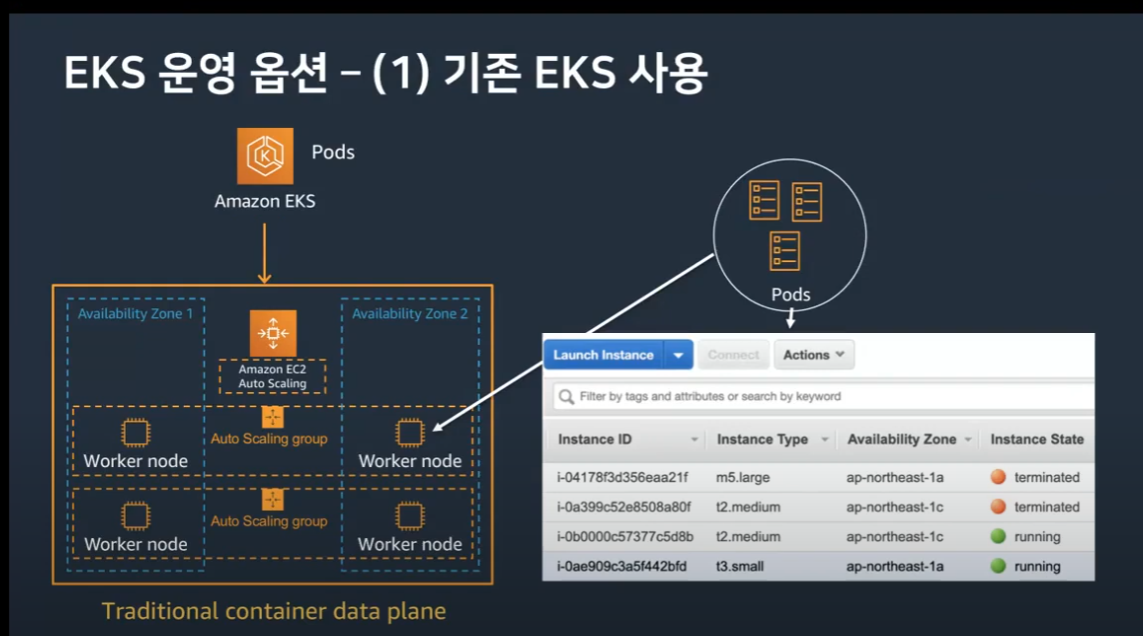 EKS 운영 옵션 – (1) 기존 EKS 사용
Pods
Amazon EKS
Availability Zone 1
Availability Zone 2
Amazon EC2
Auto Scaling
Auto Scaling group
Worker node
Worker node
Auto Scaling group
Worker node
Worker node
Traditional container data plane
Pods
Launch Instance
Connect
Actions
Filter by tags and attributes or search by keyword
Instance ID Instance Type Availability Zone Instance State
i-04178f3d356eaa21f m5.large ap-northeast-1a terminated
i-0a399c52e8508a80f t2.medium ap-northeast-1c terminated
i-0b0000c57377c5d8b t2.medium ap-northeast-1c running
i-0ae909c3a5f442bfd t3.small ap-northeast-1a running